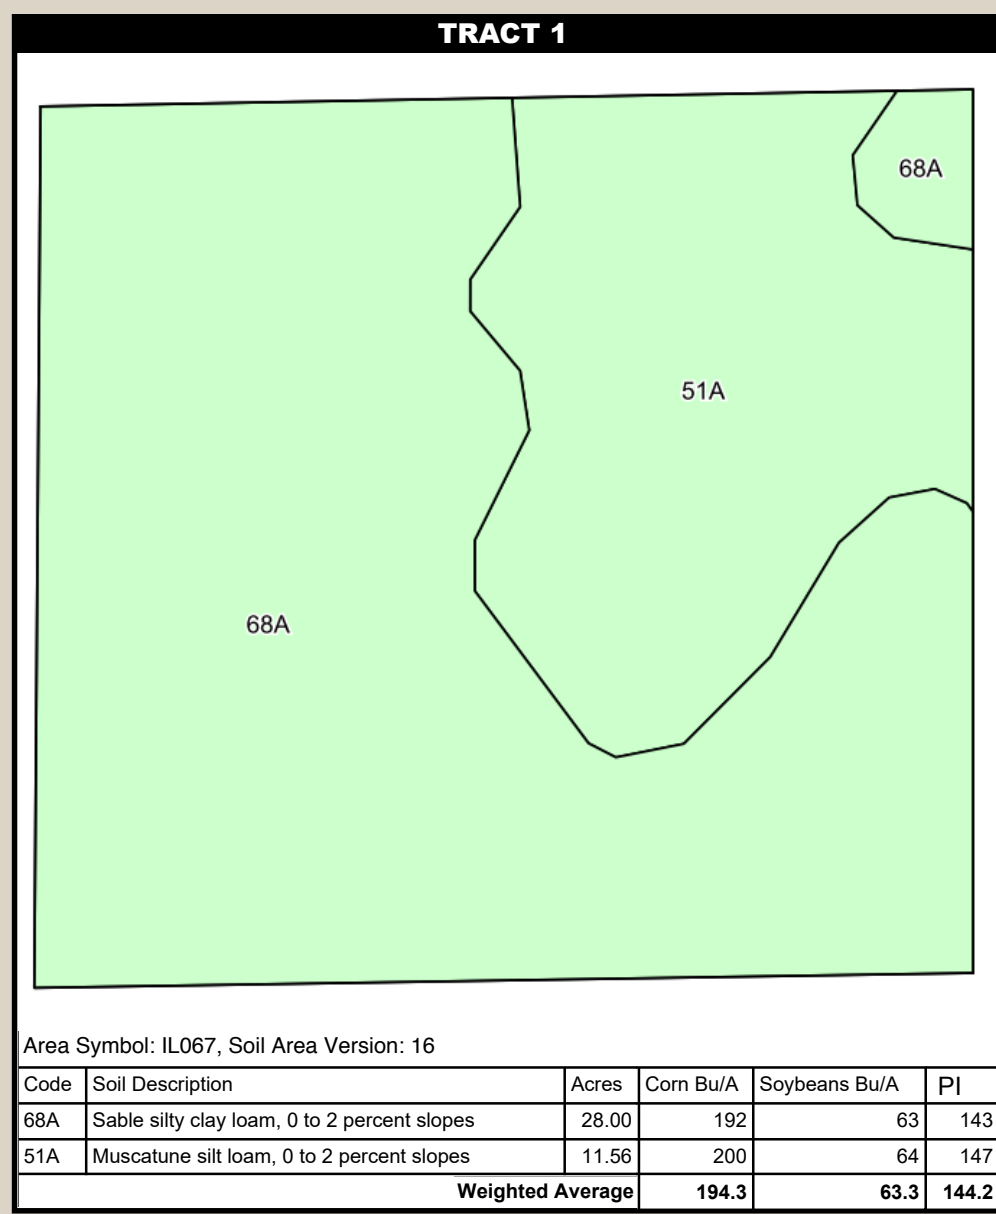 TRACT 1
68A
51A
68A
Area Symbol: IL067, Soil Area Version: 16
Code Soil Description Acres Corn Bu/A Soybeans Bu/A PI
68A Sable silty clay loam, 0 to 2 percent slopes 28.00 192 63 143
51A Muscatune silt loam, 0 to 2 percent slopes 11.56 200 64 147
Weighted Average 194.3 63.3 144.2